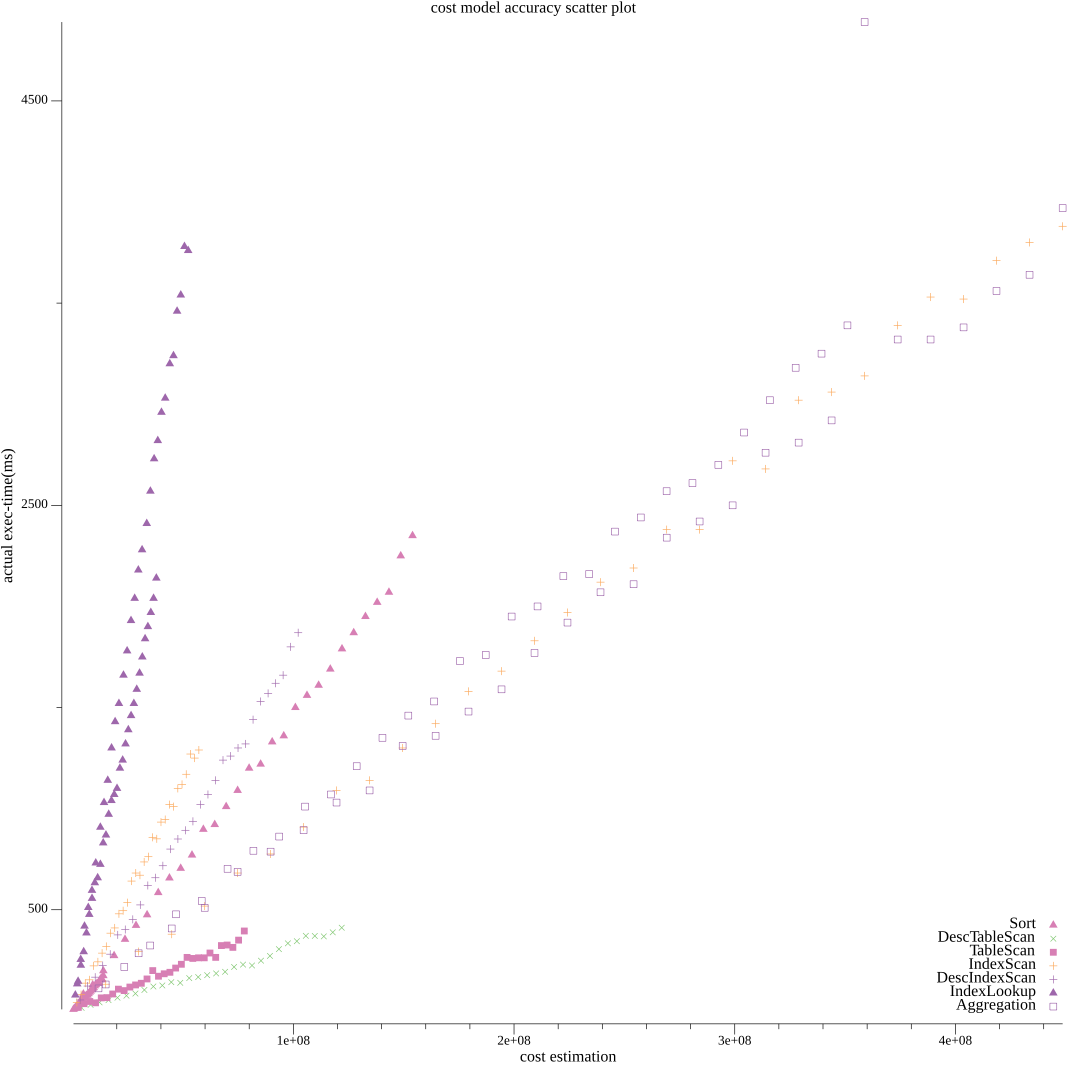 cost model accuracy scatter plot
4500
2500
500
actual exec-time(ms)
Sort
DescTableScan
TableScan
IndexScan
DescIndexScan
IndexLookup
Aggregation
1e+08
2e+08
3e+08
4e+08
cost estimation